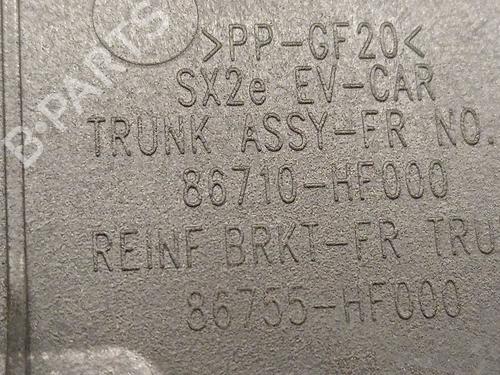 B-PARTS
>PP-GF20<
SX2e EV-CAR
TRUNK ASSY-FR NO.
86710-HF000
REINF BRKT-FR TRU
86755-HF000